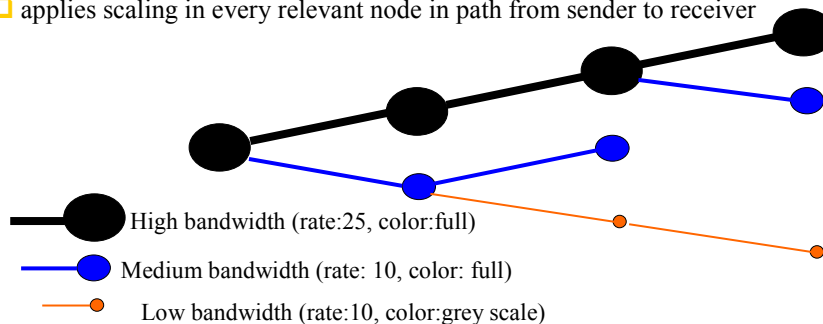 applies scaling in every relevant node in path from sender to receiver
High bandwidth (rate:25, color:full)
Medium bandwidth (rate: 10, color: full)
Low bandwidth (rate:10, color:grey scale)